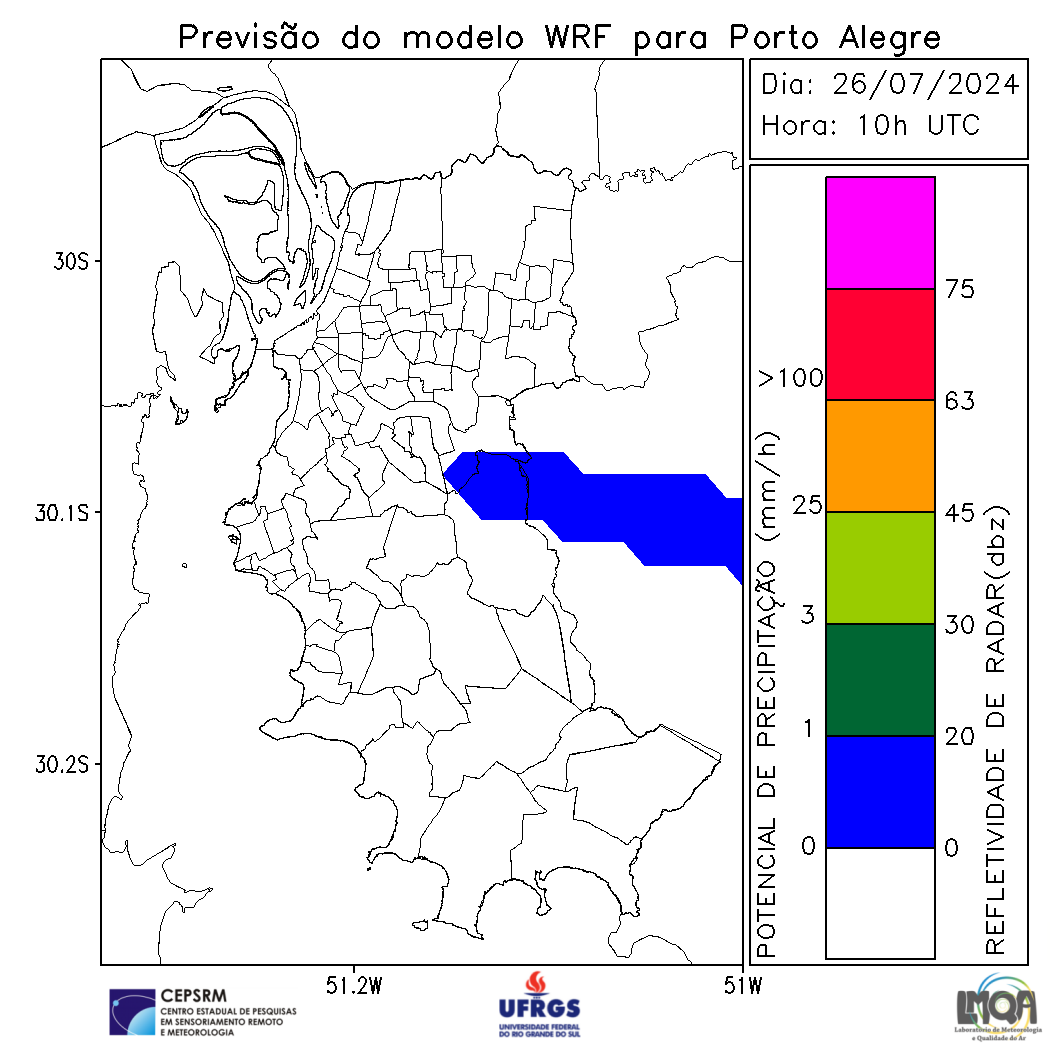 Previsão do modelo WRF para Porto Alegre
Dia: 26/07/2024
Hora: 10h UTC
30S
30.1S
30.2S
51.2W
51W
POTENCIAL DE PRECIPITAÇÃO (mm/h)
>100
25
3
1
0
75
63
45
30
20
0
REFLETIVIDADE DE RADAR(dbz)
CEPSRM
CENTRO ESTADUAL DE PESQUISAS
EM SENSORIAMENTO REMOTO
E METEOROLOGIA
UFRGS
UNIVERSIDADE FEDERAL
DO RIO GRANDE DO SUL
LMQA
Laboratório de Meteorologia
e Qualidade do Ar